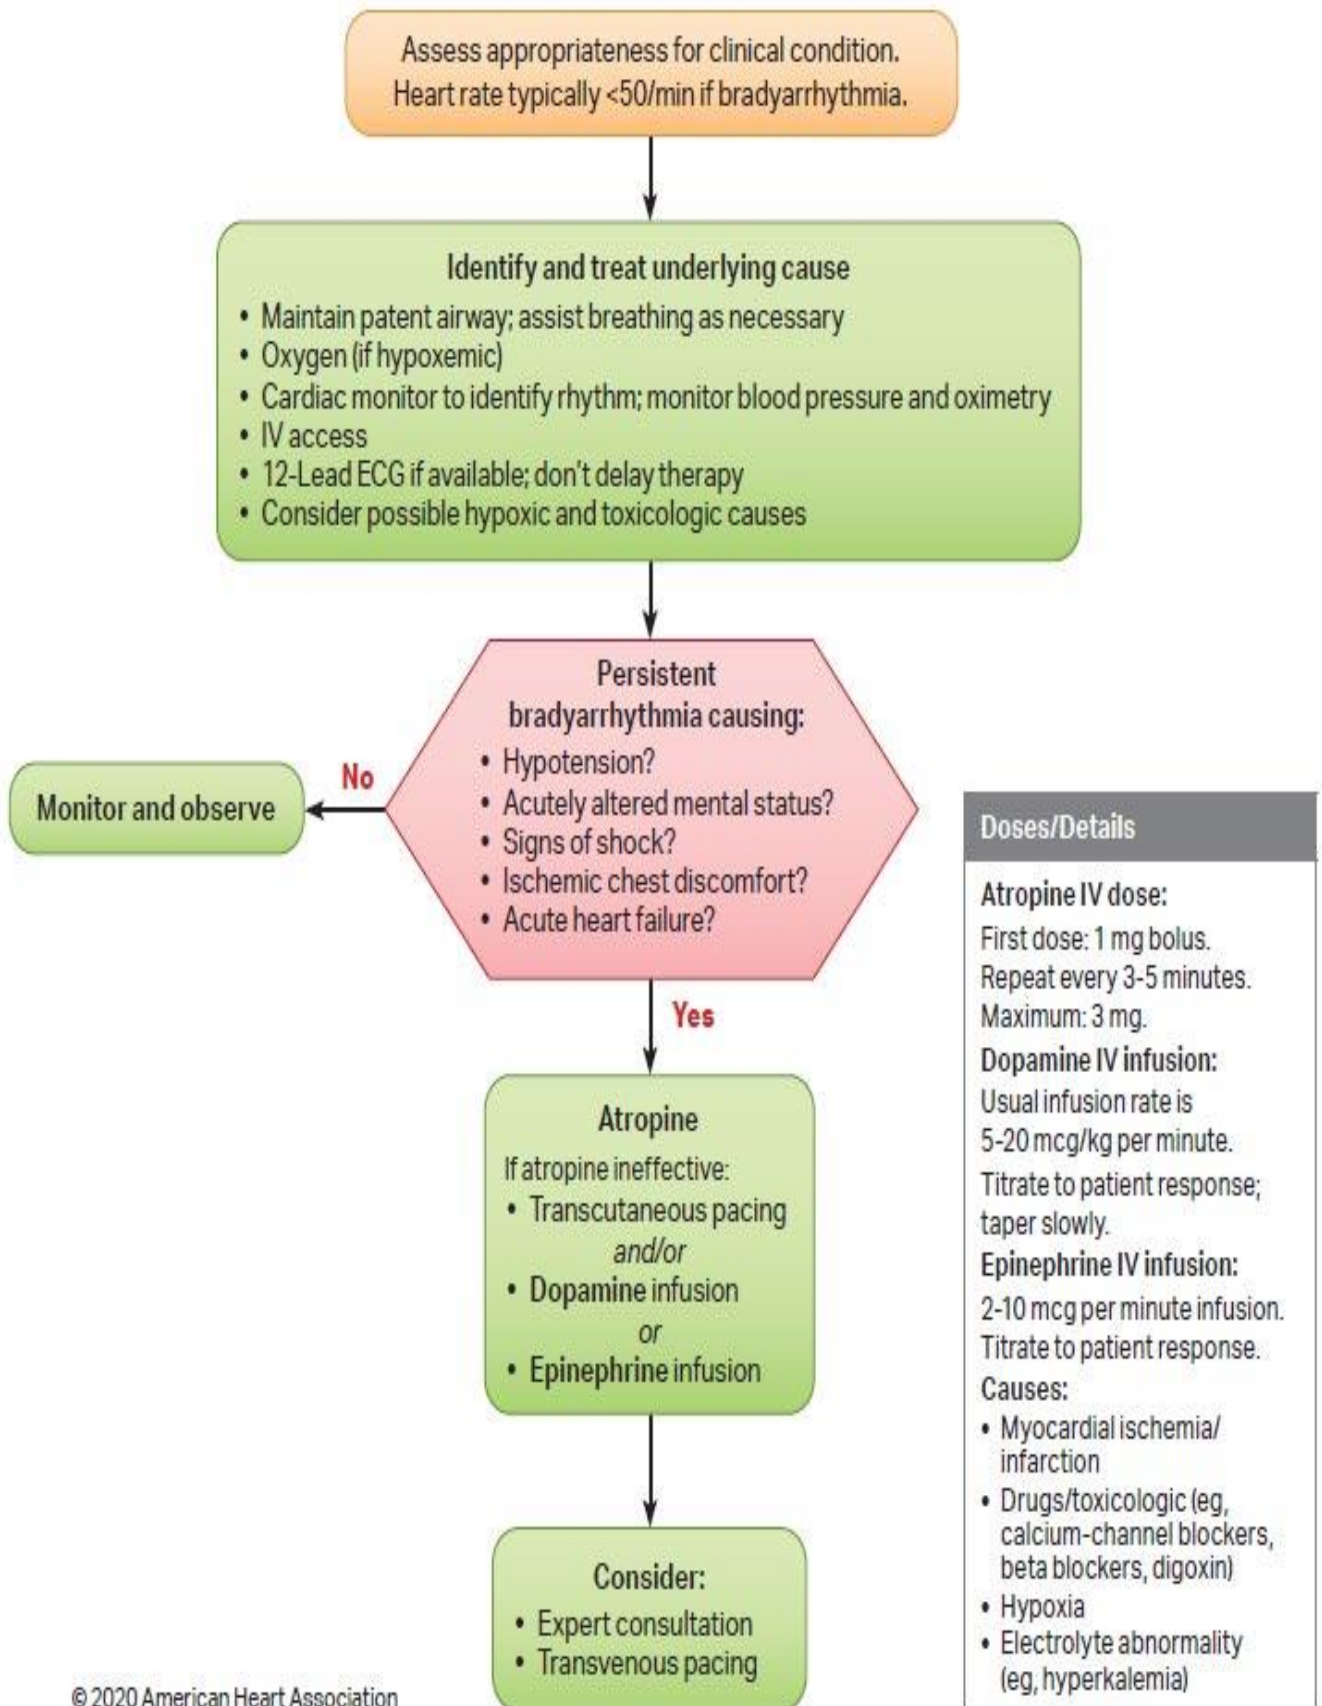 Assess appropriateness for clinical condition.
Heart rate typically <50/min if bradyarrhythmia.
Identify and treat underlying cause
• Maintain patent airway; assist breathing as necessary
• Oxygen (if hypoxemic)
• Cardiac monitor to identify rhythm; monitor blood pressure and oximetry
• IV access
• 12-Lead ECG if available; don't delay therapy
• Consider possible hypoxic and toxicologic causes
Persistent
bradyarrhythmia causing:
• Hypotension?
• Acutely altered mental status?
• Signs of shock?
• Ischemic chest discomfort?
• Acute heart failure?
No
Monitor and observe
Yes
Atropine
If atropine ineffective:
• Transcutaneous pacing
and/or
• Dopamine infusion
or
• Epinephrine infusion
Consider:
• Expert consultation
• Transvenous pacing
Doses/Details
Atropine IV dose:
First dose: 1 mg bolus.
Repeat every 3-5 minutes.
Maximum: 3 mg.
Dopamine IV infusion:
Usual infusion rate is
5-20 mcg/kg per minute.
Titrate to patient response;
taper slowly.
Epinephrine IV infusion:
2-10 mcg per minute infusion.
Titrate to patient response.
Causes:
• Myocardial ischemia/
infarction
• Drugs/toxicologic (eg,
calcium-channel blockers,
beta blockers, digoxin)
• Hypoxia
• Electrolyte abnormality
(eg, hyperkalemia)
© 2020 American Heart Association